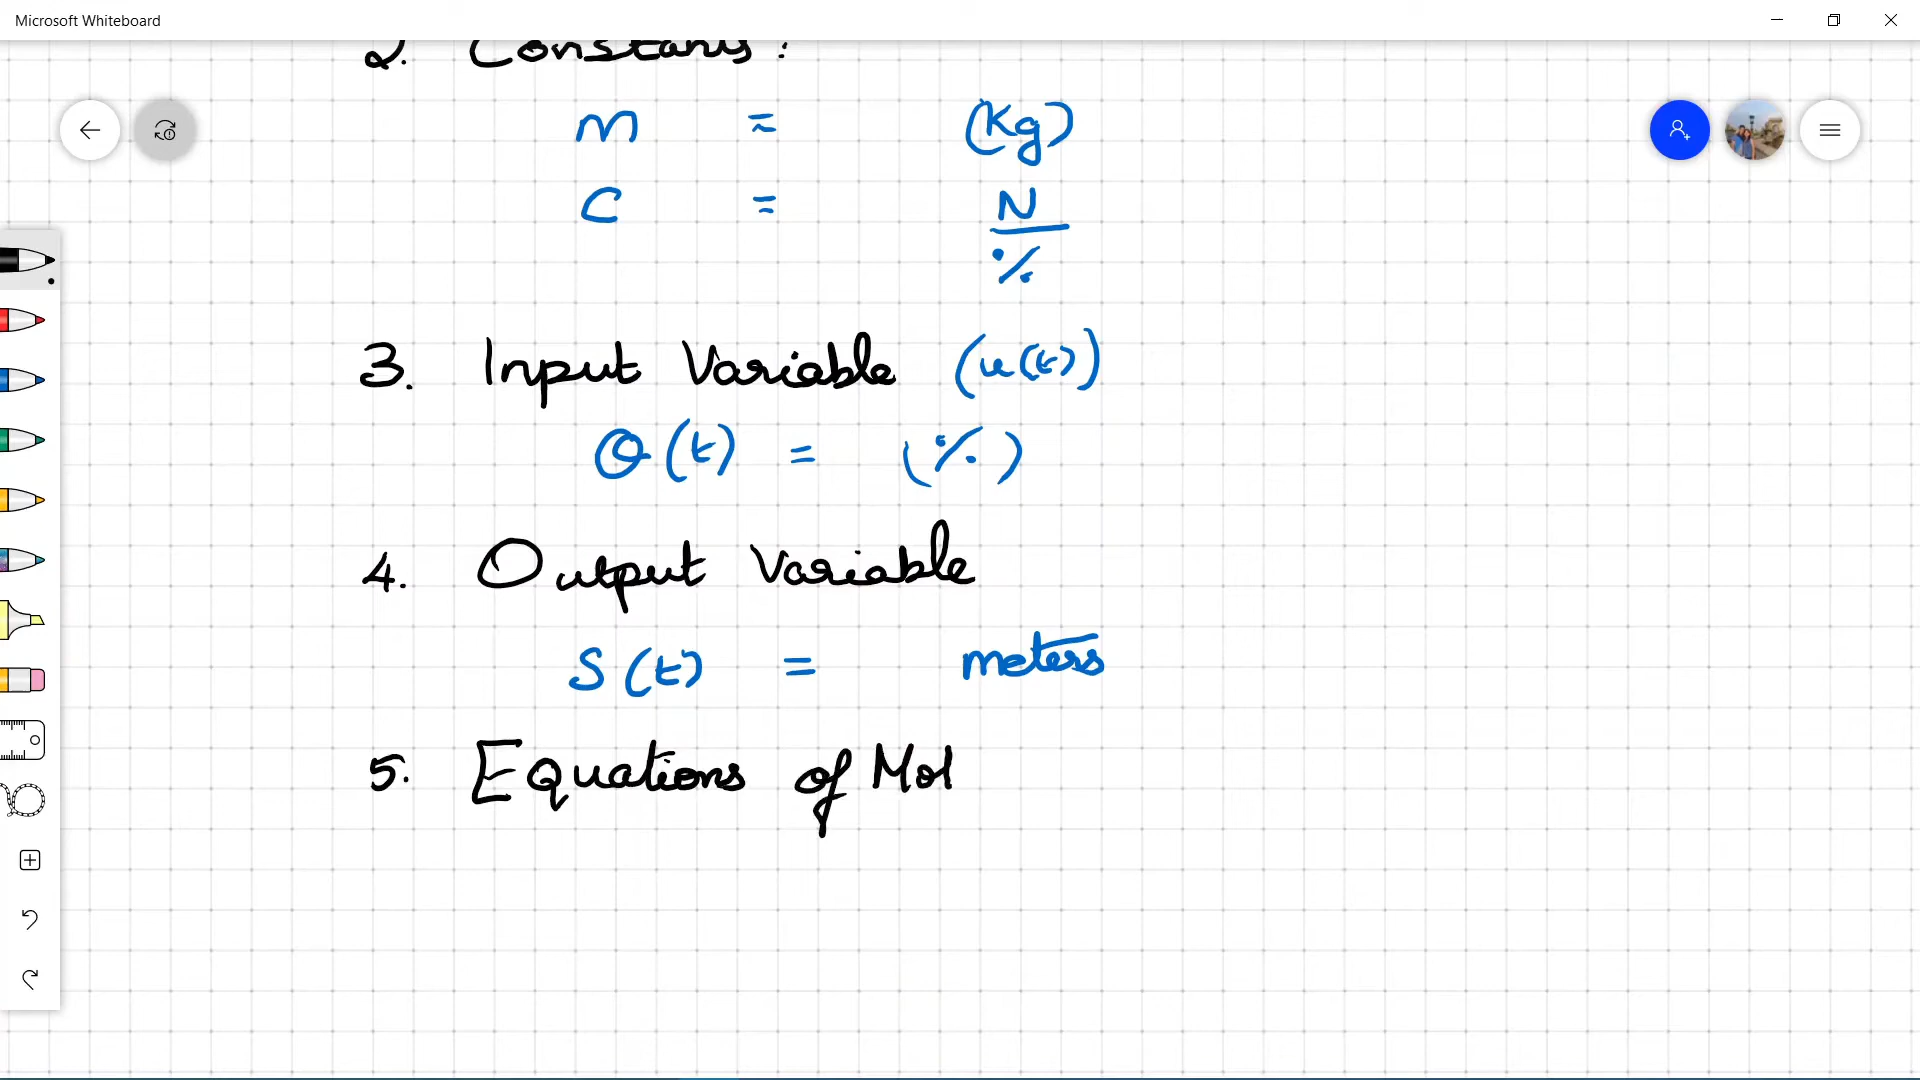 Microsoft Whiteboard
2. Constants:
m = (Kg)
C = N
%
3. Input Variable (u(t))
θ(t) = (%)
4. Output Variable
S(t) = meters
5. Equations of Mot